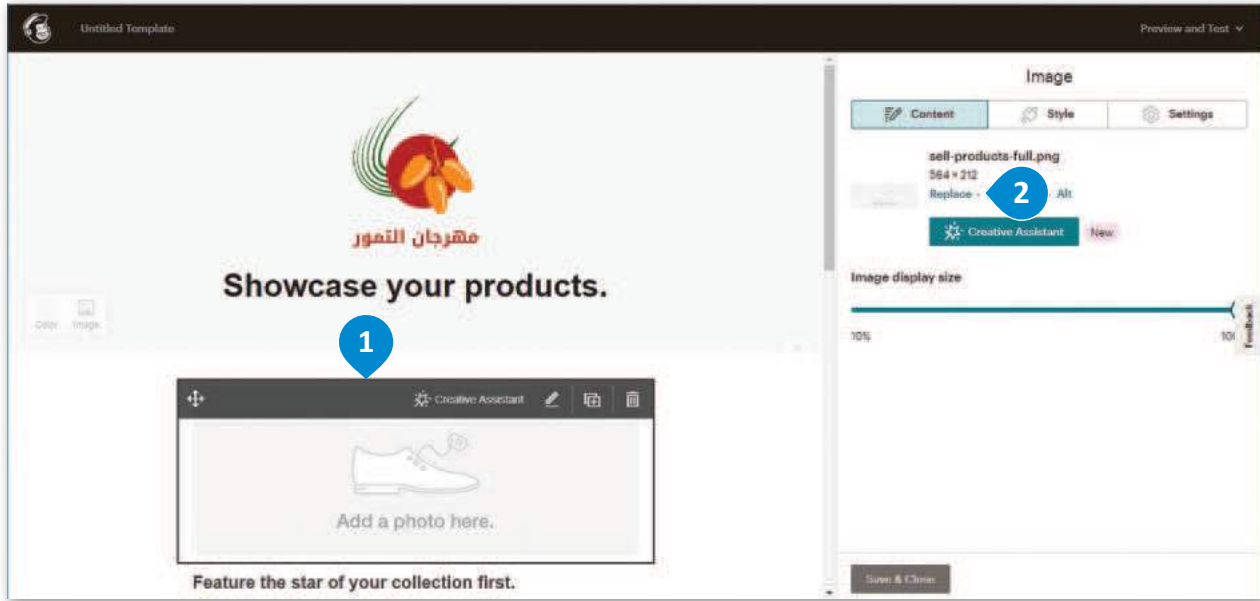 Untitled Template
Preview and Test
مهرجان التمور
Showcase your products.
Color Image
1
Creative Assistant
Add a photo here.
Feature the star of your collection first.
Image
Content Style Settings
sell-products-full.png
564 × 212
Replace
2
Alt
Creative Assistant New
Image display size
10%
Feedback
Save & Close